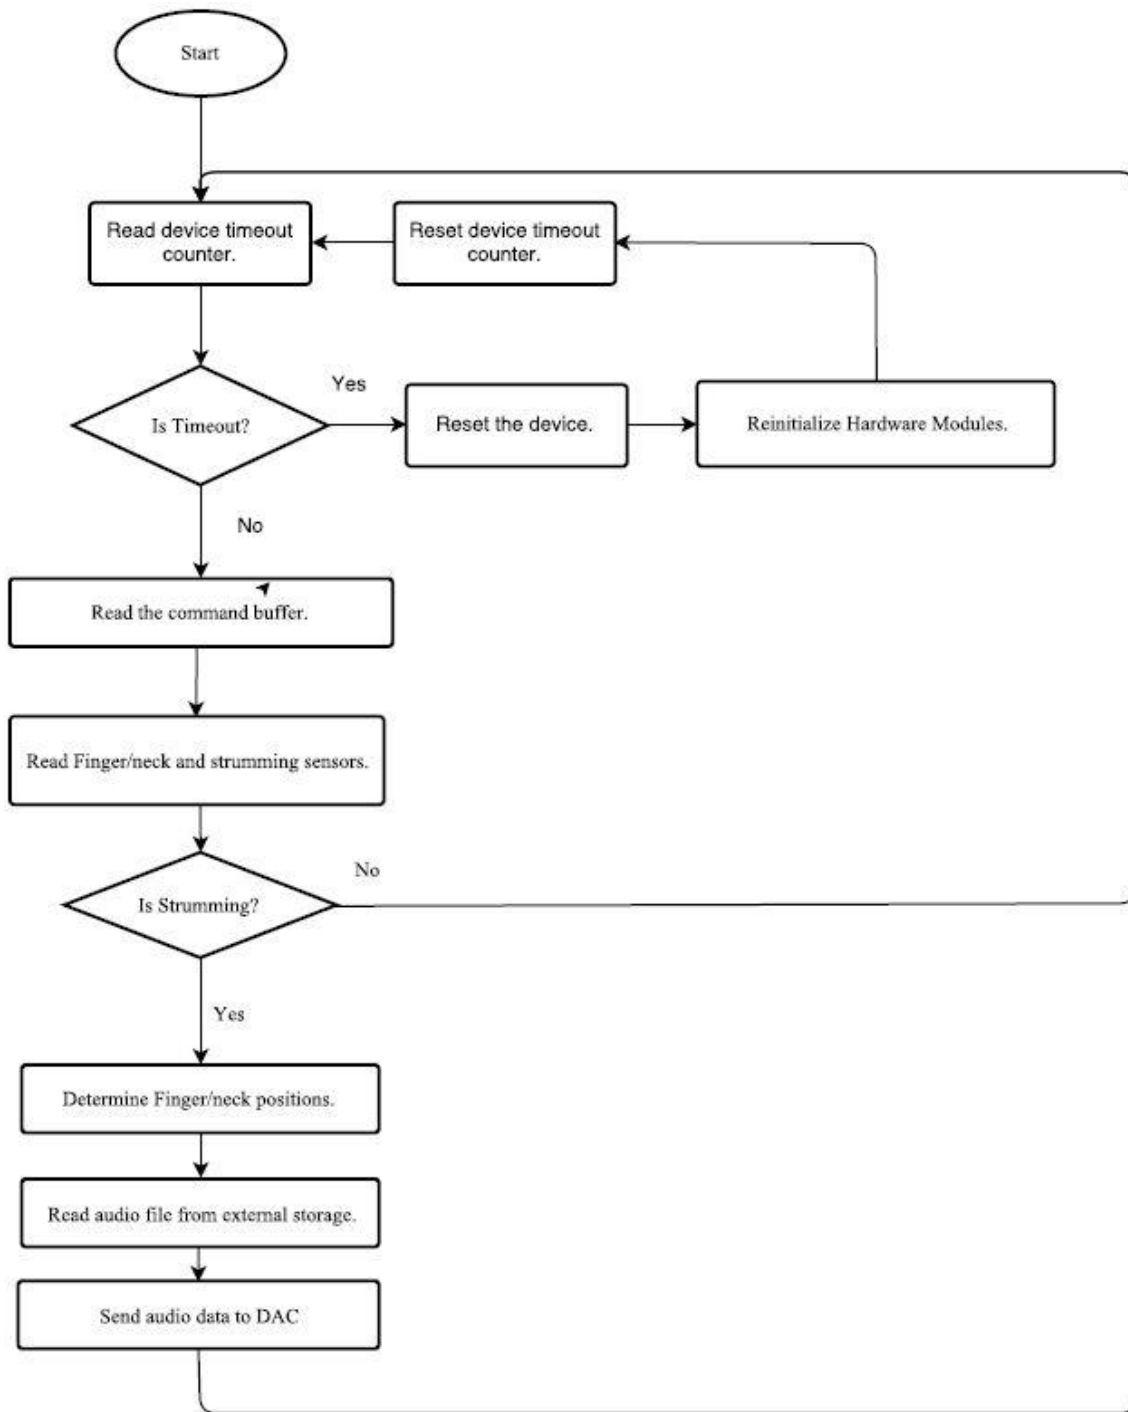 Start
Read device timeout
counter.
Reset device timeout
counter.
Is Timeout?
Yes
Reset the device.
Reinitialize Hardware Modules.
No
Read the command buffer.
Read Finger/neck and strumming sensors.
Is Strumming?
No
Yes
Determine Finger/neck positions.
Read audio file from external storage.
Send audio data to DAC